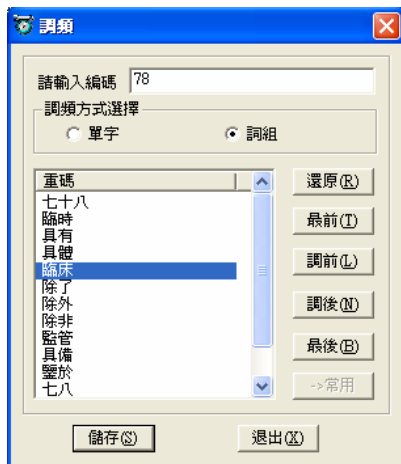 調頻
請輸入編碼 78
調頻方式選擇
單字 詞組
重碼
七十八
臨時
具有
具體
臨床
除了
除外
除非
監管
具備
鑒於
七八
還原(R)
最前(T)
調前(L)
調後(N)
最後(B)
->常用
儲存(S) 退出(X)